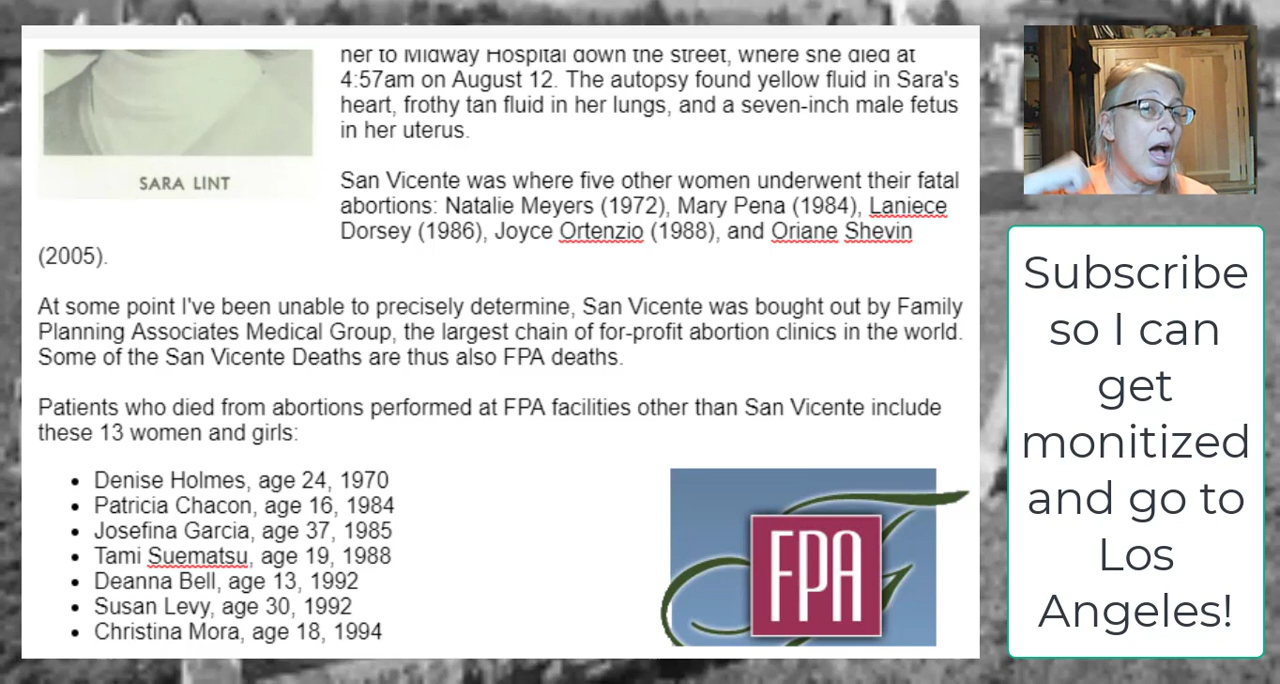 her to Midway Hospital down the street, where she died at
4:57am on August 12. The autopsy found yellow fluid in Sara's
heart, frothy tan fluid in her lungs, and a seven-inch male fetus
in her uterus.
SARA LINT
San Vicente was where five other women underwent their fatal
abortions: Natalie Meyers (1972), Mary Pena (1984), Laniece
Dorsey (1986), Joyce Ortenzio (1988), and Oriane Shevin
(2005).
At some point I've been unable to precisely determine, San Vicente was bought out by Family
Planning Associates Medical Group, the largest chain of for-profit abortion clinics in the world.
Some of the San Vicente Deaths are thus also FPA deaths.
Patients who died from abortions performed at FPA facilities other than San Vicente include
these 13 women and girls:
• Denise Holmes, age 24, 1970
• Patricia Chacon, age 16, 1984
• Josefina Garcia, age 37, 1985
• Tami Suematsu, age 19, 1988
• Deanna Bell, age 13, 1992
• Susan Levy, age 30, 1992
• Christina Mora, age 18, 1994
FPA
Subscribe
so I can
get
monitized
and go to
Los
Angeles!